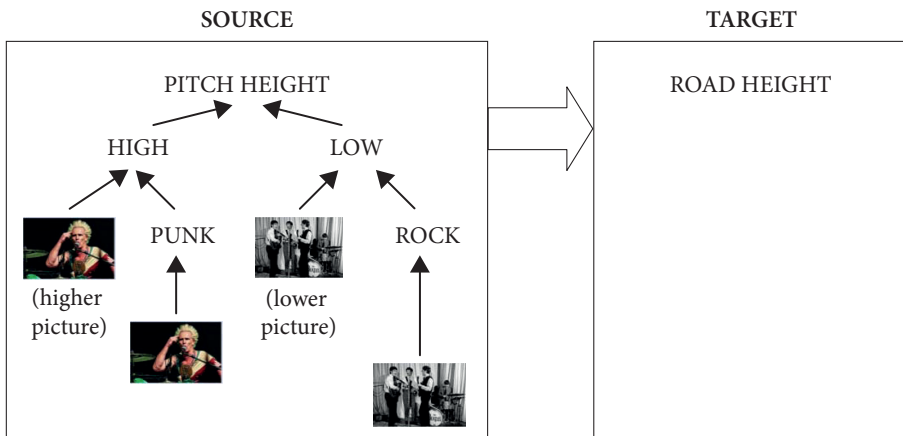 SOURCE
TARGET
PITCH HEIGHT
ROAD HEIGHT
HIGH
LOW
PUNK
ROCK
(higher
picture)
(lower
picture)